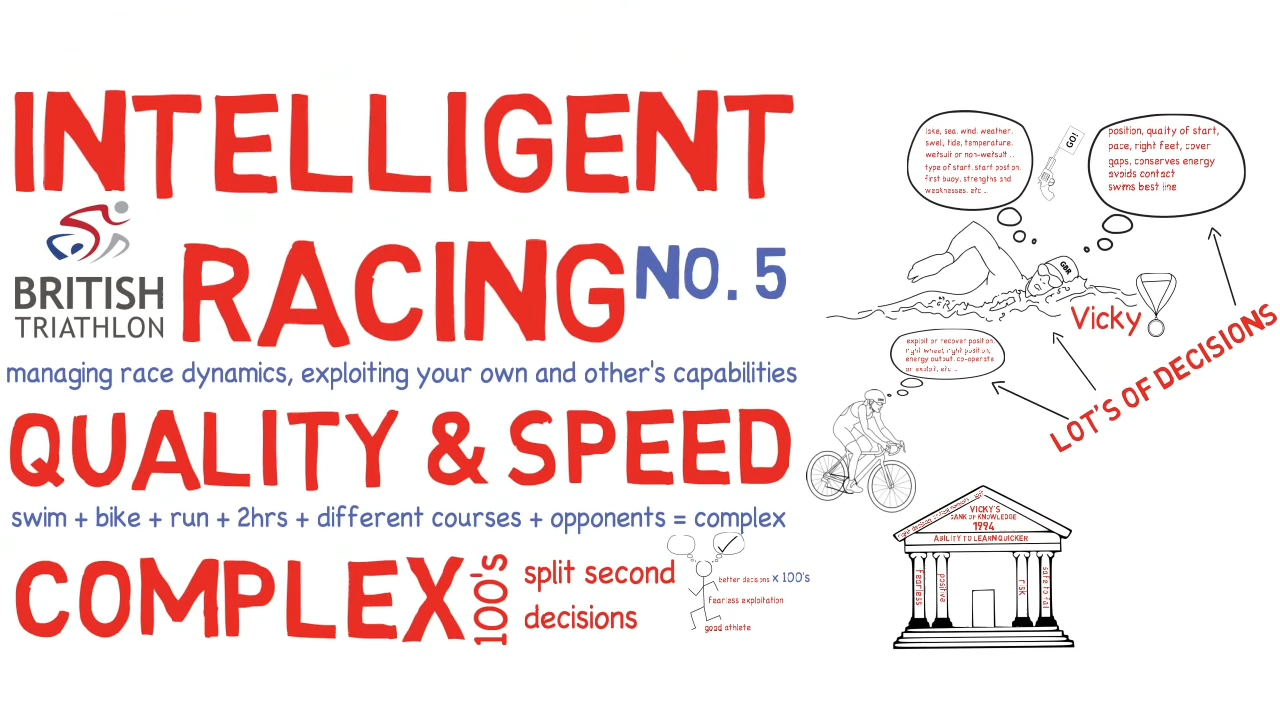 INTELLIGENT
BRITISH
TRIATHLON
RACING
NO. 5
managing race dynamics, exploiting your own and other's capabilities
QUALITY & SPEED
swim + bike + run + 2hrs + different courses + opponents = complex
COMPLEX
100's
split second
decisions
better decisions x 100's
fearless exploitation
good athlete
lake, sea, wind, weather,
swell, tide, temperature,
wetsuit or non-wetsuit ...
type of start, start position,
first buoy, strengths and
weaknesses, etc ...
GO!
position, quality of start,
pace, right feet, cover
gaps, conserves energy
avoids contact
swims best line
GBR
Vicky
exploit or recover position,
right wheel, right position,
energy output, co-operate
or exploit, etc ...
LOT'S OF DECISIONS
VICKY'S
BANK OF KNOWLEDGE
1994
ABILITY TO LEARN QUICKER
fearless
positive
risk
safe to fail